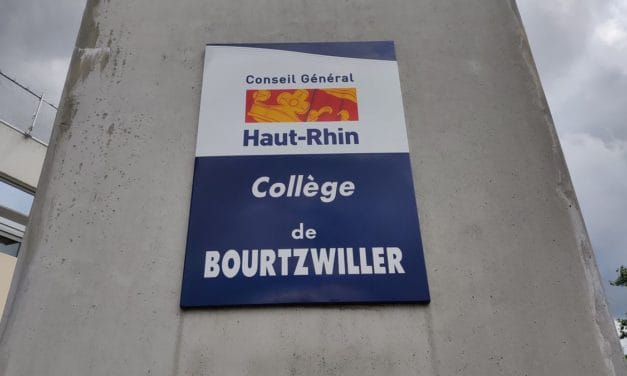 Conseil Général
Haut-Rhin
Collège
de
BOURTZWILLER